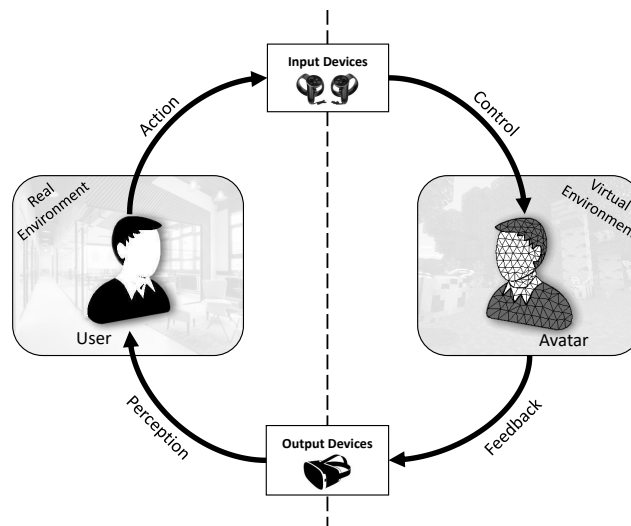 Input Devices
Action
Control
Real
Environment
Virtual
Environment
User
Avatar
Perception
Feedback
Output Devices